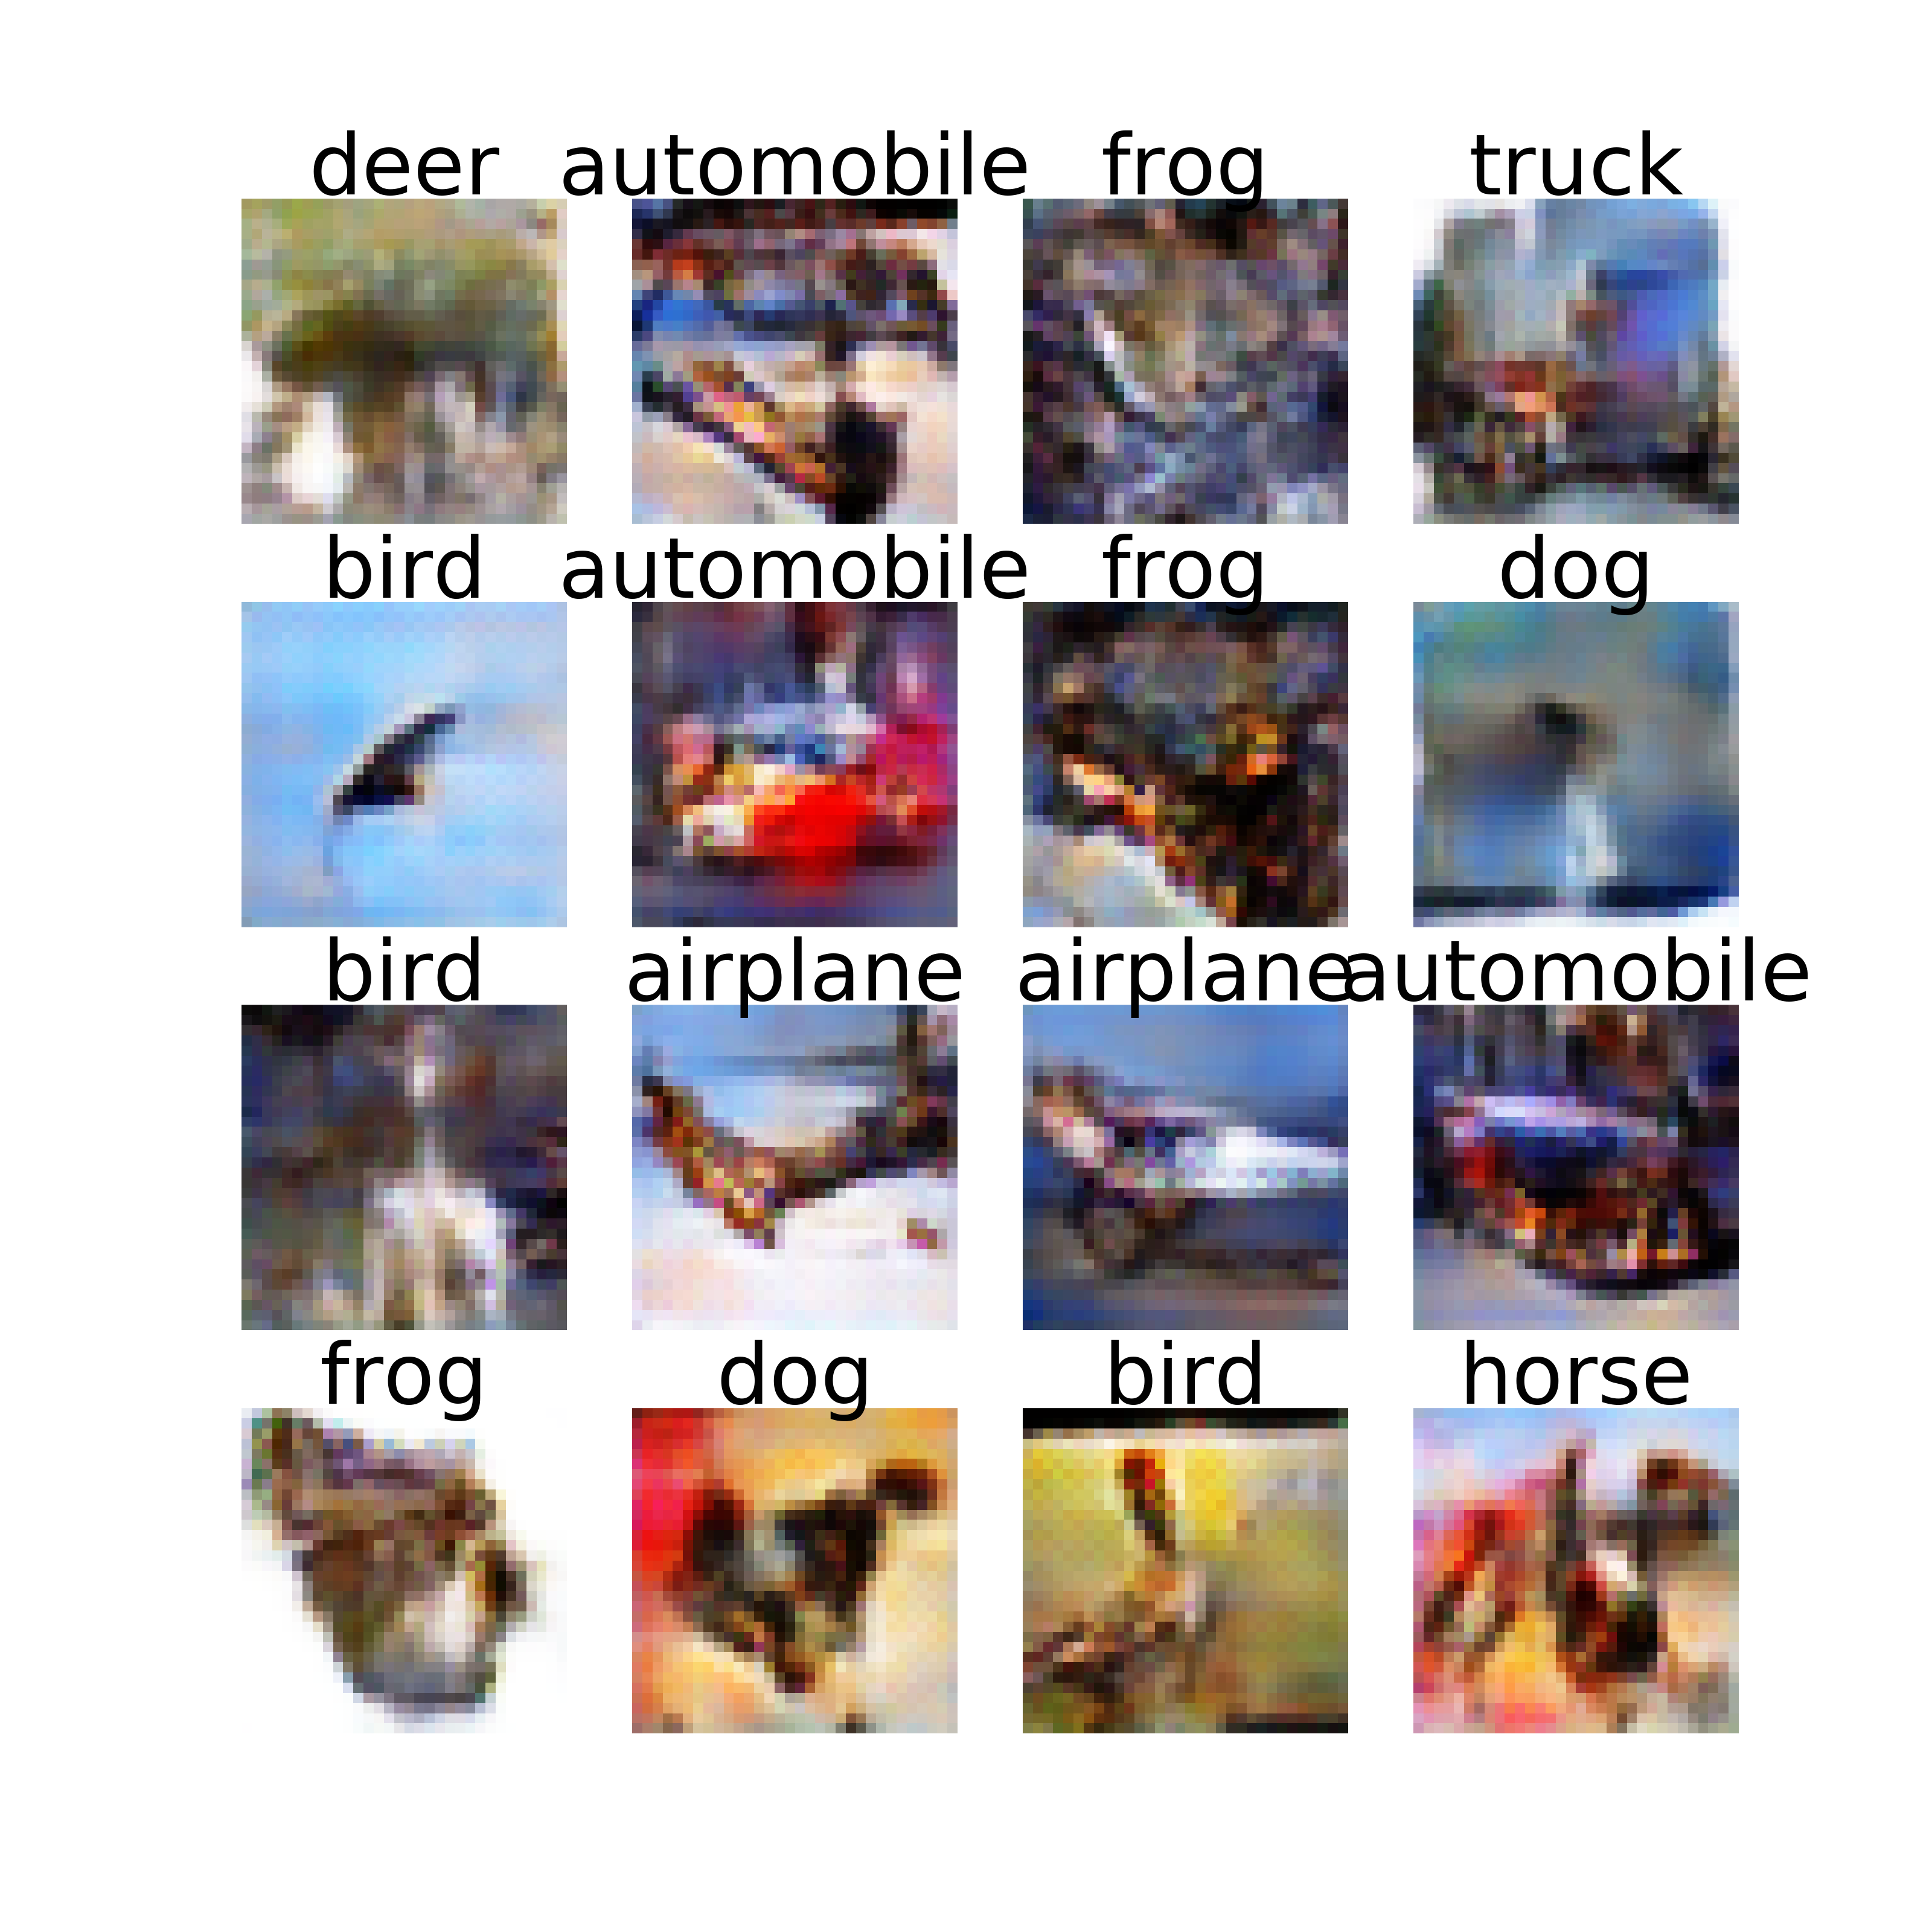 deer automobile frog truck
bird automobile frog dog
bird airplane airplane automobile
frog dog bird horse